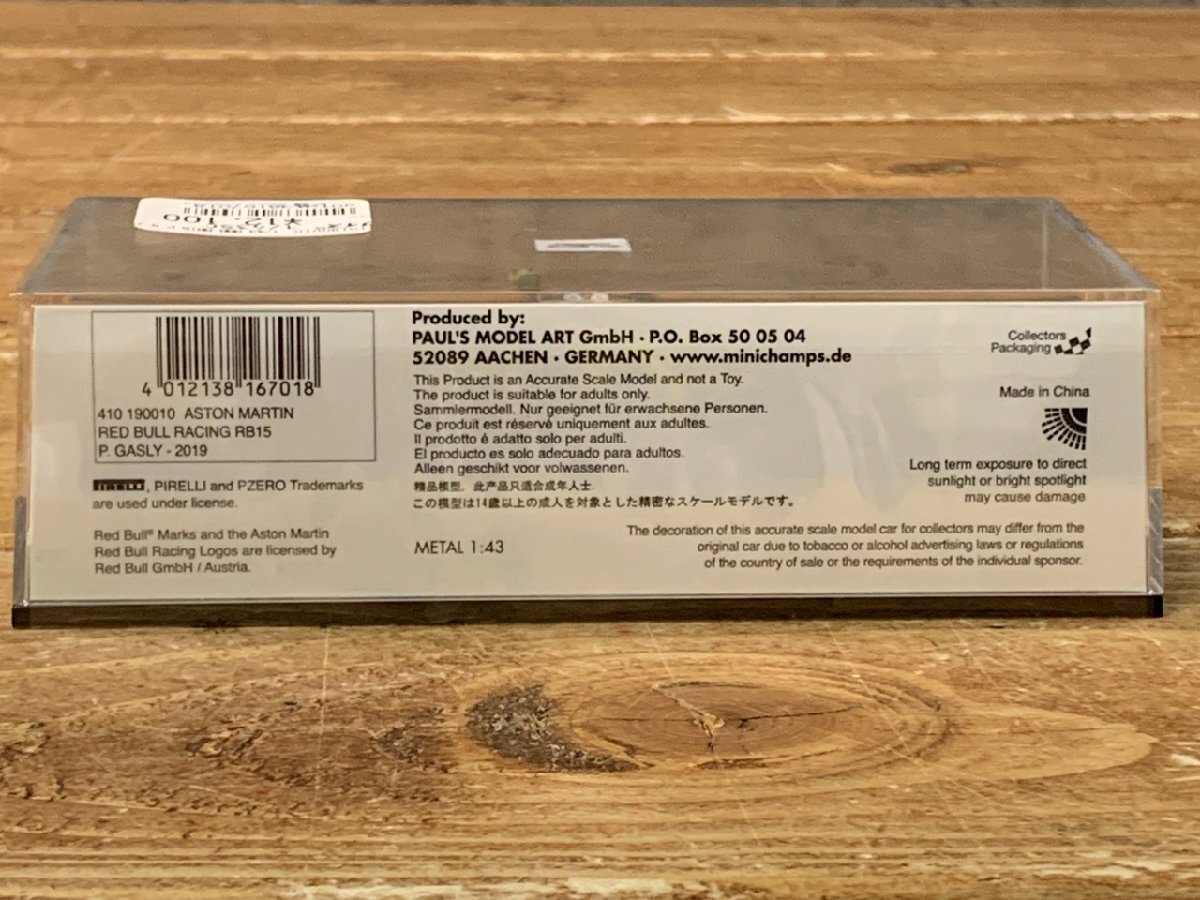 ¥12,100
4 012138 167018
410 190010 ASTON MARTIN
RED BULL RACING RB15
P. GASLY - 2019
PIRELLI, PIRELLI and PZERO Trademarks
are used under license.
Red Bull® Marks and the Aston Martin
Red Bull Racing Logos are licensed by
Red Bull GmbH / Austria.
Produced by:
PAUL'S MODEL ART GmbH · P.O. Box 50 05 04
52089 AACHEN · GERMANY · www.minichamps.de
This Product is an Accurate Scale Model and not a Toy.
The product is suitable for adults only.
Sammlermodell. Nur geeignet für erwachsene Personen.
Ce produit est réservé uniquement aux adultes.
Il prodotto é adatto solo per adulti.
El producto es solo adecuado para adultos.
Alleen geschikt voor volwassenen.
精品模型，此产品只适合成年人士
この模型は14歳以上の成人を対象とした精密なスケールモデルです。
METAL 1:43
Collectors
Packaging
Made in China
Long term exposure to direct
sunlight or bright spotlight
may cause damage
The decoration of this accurate scale model car for collectors may differ from the
original car due to tobacco or alcohol advertising laws or regulations
of the country of sale or the requirements of the individual sponsor.